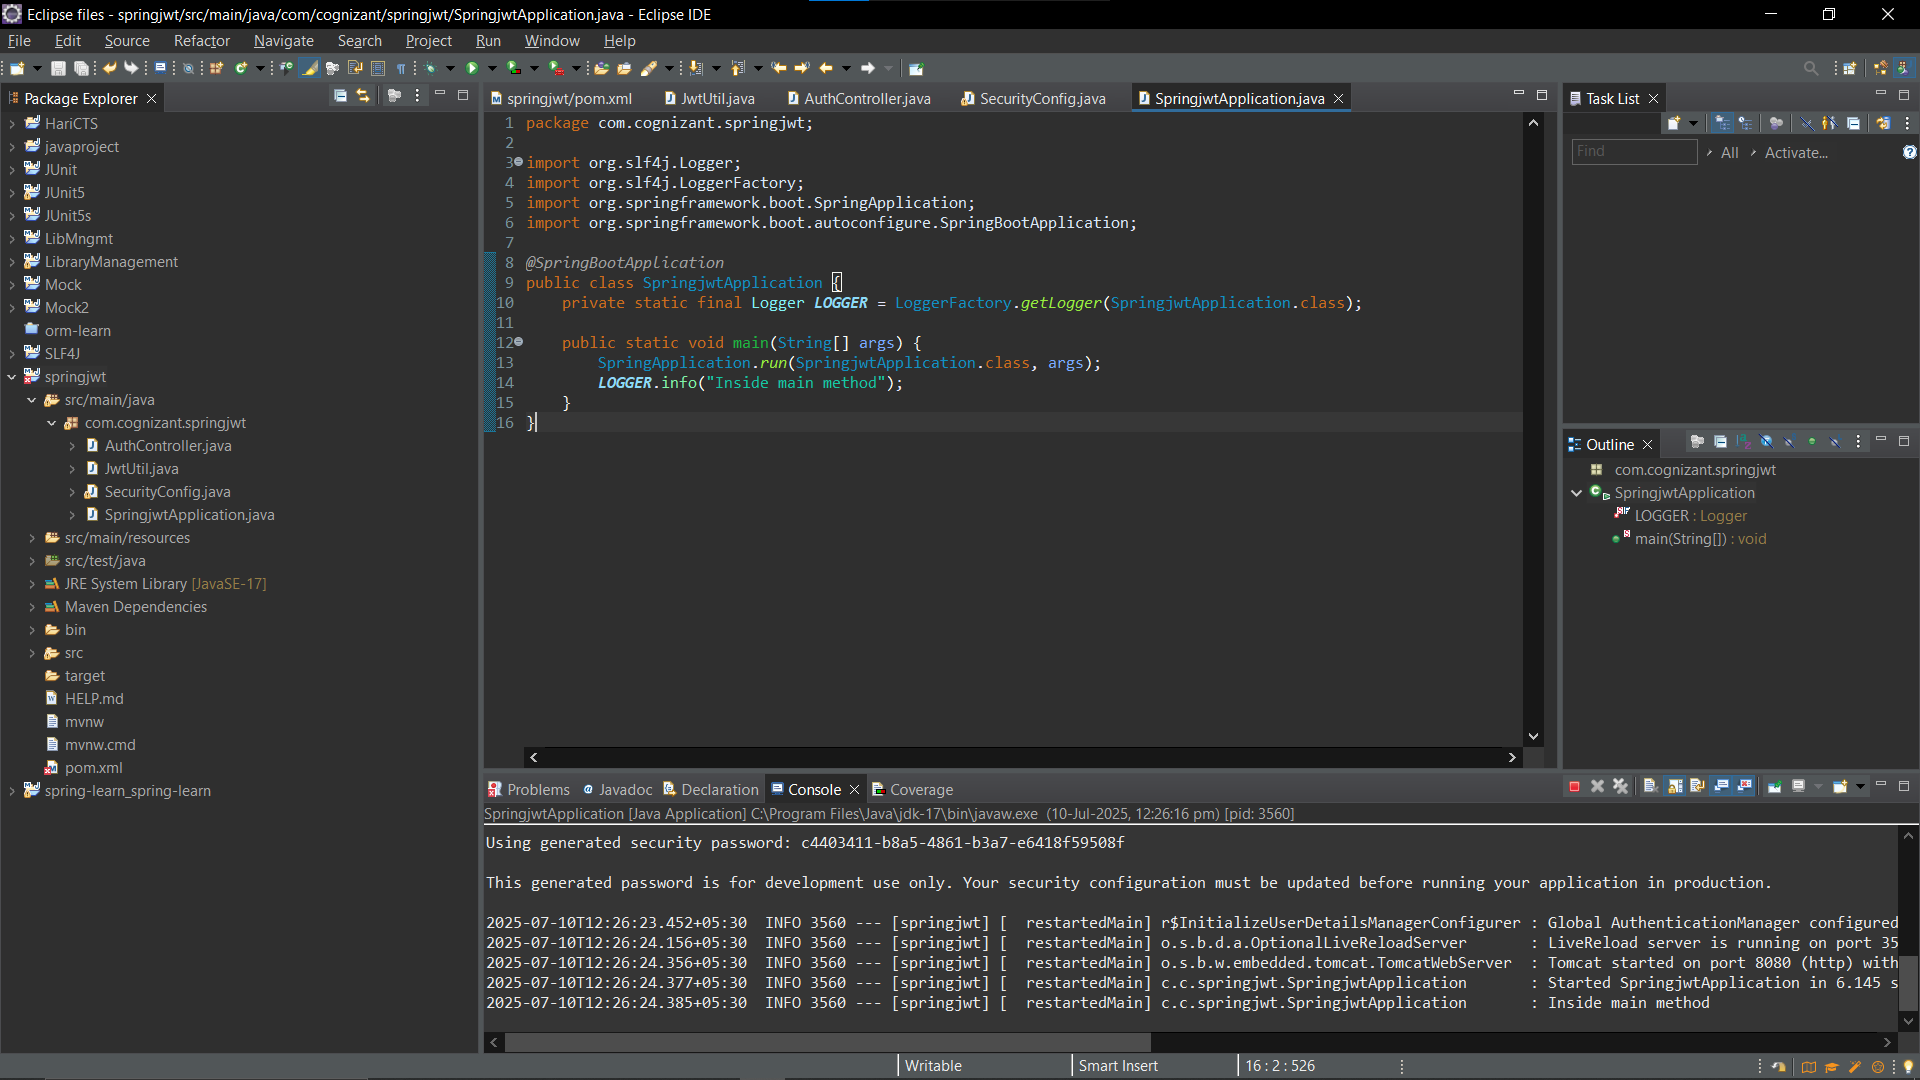 Eclipse files - springjwt/src/main/java/com/cognizant/springjwt/SpringjwtApplication.java - Eclipse IDE
File Edit Source Refactor Navigate Search Project Run Window Help
Package Explorer
HariCTS
javaproject
JUnit
JUnit5
JUnit5s
LibMngmt
LibraryManagement
Mock
Mock2
orm-learn
SLF4J
springjwt
src/main/java
com.cognizant.springjwt
AuthController.java
JwtUtil.java
SecurityConfig.java
SpringjwtApplication.java
src/main/resources
src/test/java
JRE System Library [JavaSE-17]
Maven Dependencies
bin
src
target
HELP.md
mvnw
mvnw.cmd
pom.xml
spring-learn_spring-learn
springjwt/pom.xml JwtUtil.java AuthController.java SecurityConfig.java SpringjwtApplication.java
1 package com.cognizant.springjwt;
2
3 import org.slf4j.Logger;
4 import org.slf4j.LoggerFactory;
5 import org.springframework.boot.SpringApplication;
6 import org.springframework.boot.autoconfigure.SpringBootApplication;
7
8 @SpringBootApplication
9 public class SpringjwtApplication {
10 private static final Logger LOGGER = LoggerFactory.getLogger(SpringjwtApplication.class);
11
12 public static void main(String[] args) {
13 SpringApplication.run(SpringjwtApplication.class, args);
14 LOGGER.info("Inside main method");
15 }
16 }
Task List
Find All Activate...
Outline
com.cognizant.springjwt
SpringjwtApplication
LOGGER : Logger
main(String[]) : void
Problems Javadoc Declaration Console Coverage
SpringjwtApplication [Java Application] C:\Program Files\Java\jdk-17\bin\javaw.exe (10-Jul-2025, 12:26:16 pm) [pid: 3560]
Using generated security password: c4403411-b8a5-4861-b3a7-e6418f59508f
This generated password is for development use only. Your security configuration must be updated before running your application in production.
2025-07-10T12:26:23.452+05:30 INFO 3560 --- [springjwt] [ restartedMain] r$InitializeUserDetailsManagerConfigurer : Global AuthenticationManager configured
2025-07-10T12:26:24.156+05:30 INFO 3560 --- [springjwt] [ restartedMain] o.s.b.d.a.OptionalLiveReloadServer : LiveReload server is running on port 35
2025-07-10T12:26:24.356+05:30 INFO 3560 --- [springjwt] [ restartedMain] o.s.b.w.embedded.tomcat.TomcatWebServer : Tomcat started on port 8080 (http) with
2025-07-10T12:26:24.377+05:30 INFO 3560 --- [springjwt] [ restartedMain] c.c.springjwt.SpringjwtApplication : Started SpringjwtApplication in 6.145 s
2025-07-10T12:26:24.385+05:30 INFO 3560 --- [springjwt] [ restartedMain] c.c.springjwt.SpringjwtApplication : Inside main method
Writable Smart Insert 16 : 2 : 526